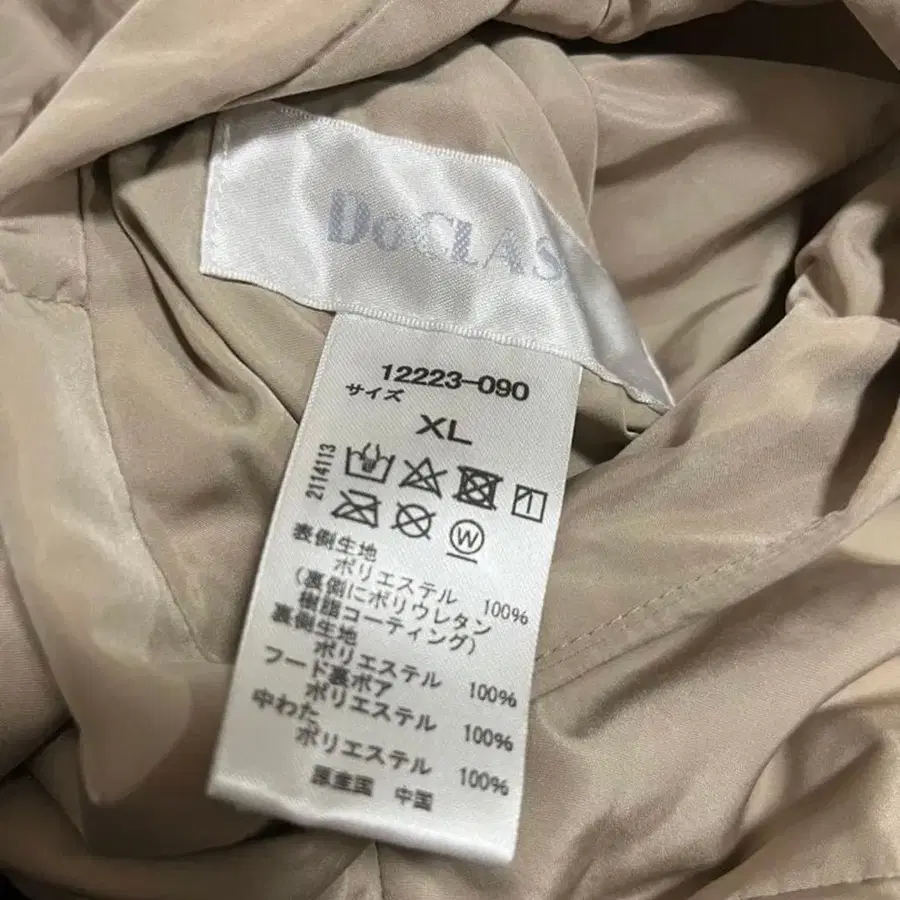 DoCLAS
12223-090
サイズ
XL
2114113
W
表側生地
ポリエステル 100%
(裏側にポリウレタン
樹脂コーティング)
裏側生地
ポリエステル 100%
フード裏ボア
ポリエステル 100%
中わた
ポリエステル 100%
原産国 中国